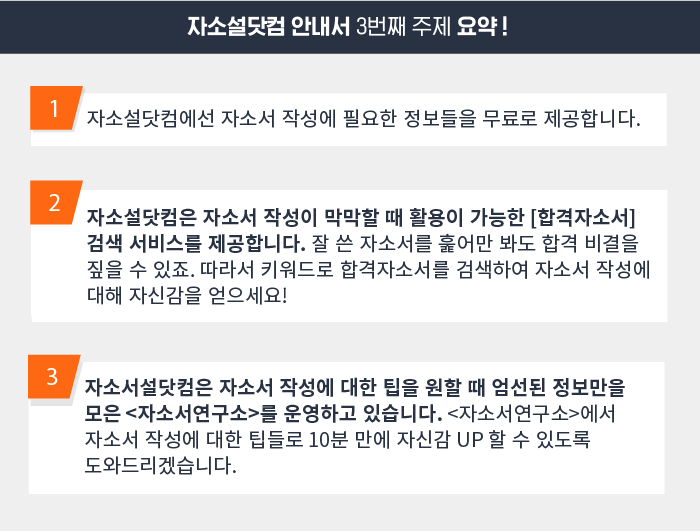 자소설닷컴 안내서 3번째 주제 요약 !
1
자소설닷컴에선 자소서 작성에 필요한 정보들을 무료로 제공합니다.
2
자소설닷컴은 자소서 작성이 막막할 때 활용이 가능한 [합격자소서]
검색 서비스를 제공합니다. 잘 쓴 자소서를 훑어만 봐도 합격 비결을
짚을 수 있죠. 따라서 키워드로 합격자소서를 검색하여 자소서 작성에
대해 자신감을 얻으세요!
3
자소서설닷컴은 자소서 작성에 대한 팁을 원할 때 엄선된 정보만을
모은 <자소서연구소>를 운영하고 있습니다. <자소서연구소>에서
자소서 작성에 대한 팁들로 10분 만에 자신감 UP 할 수 있도록
도와드리겠습니다.